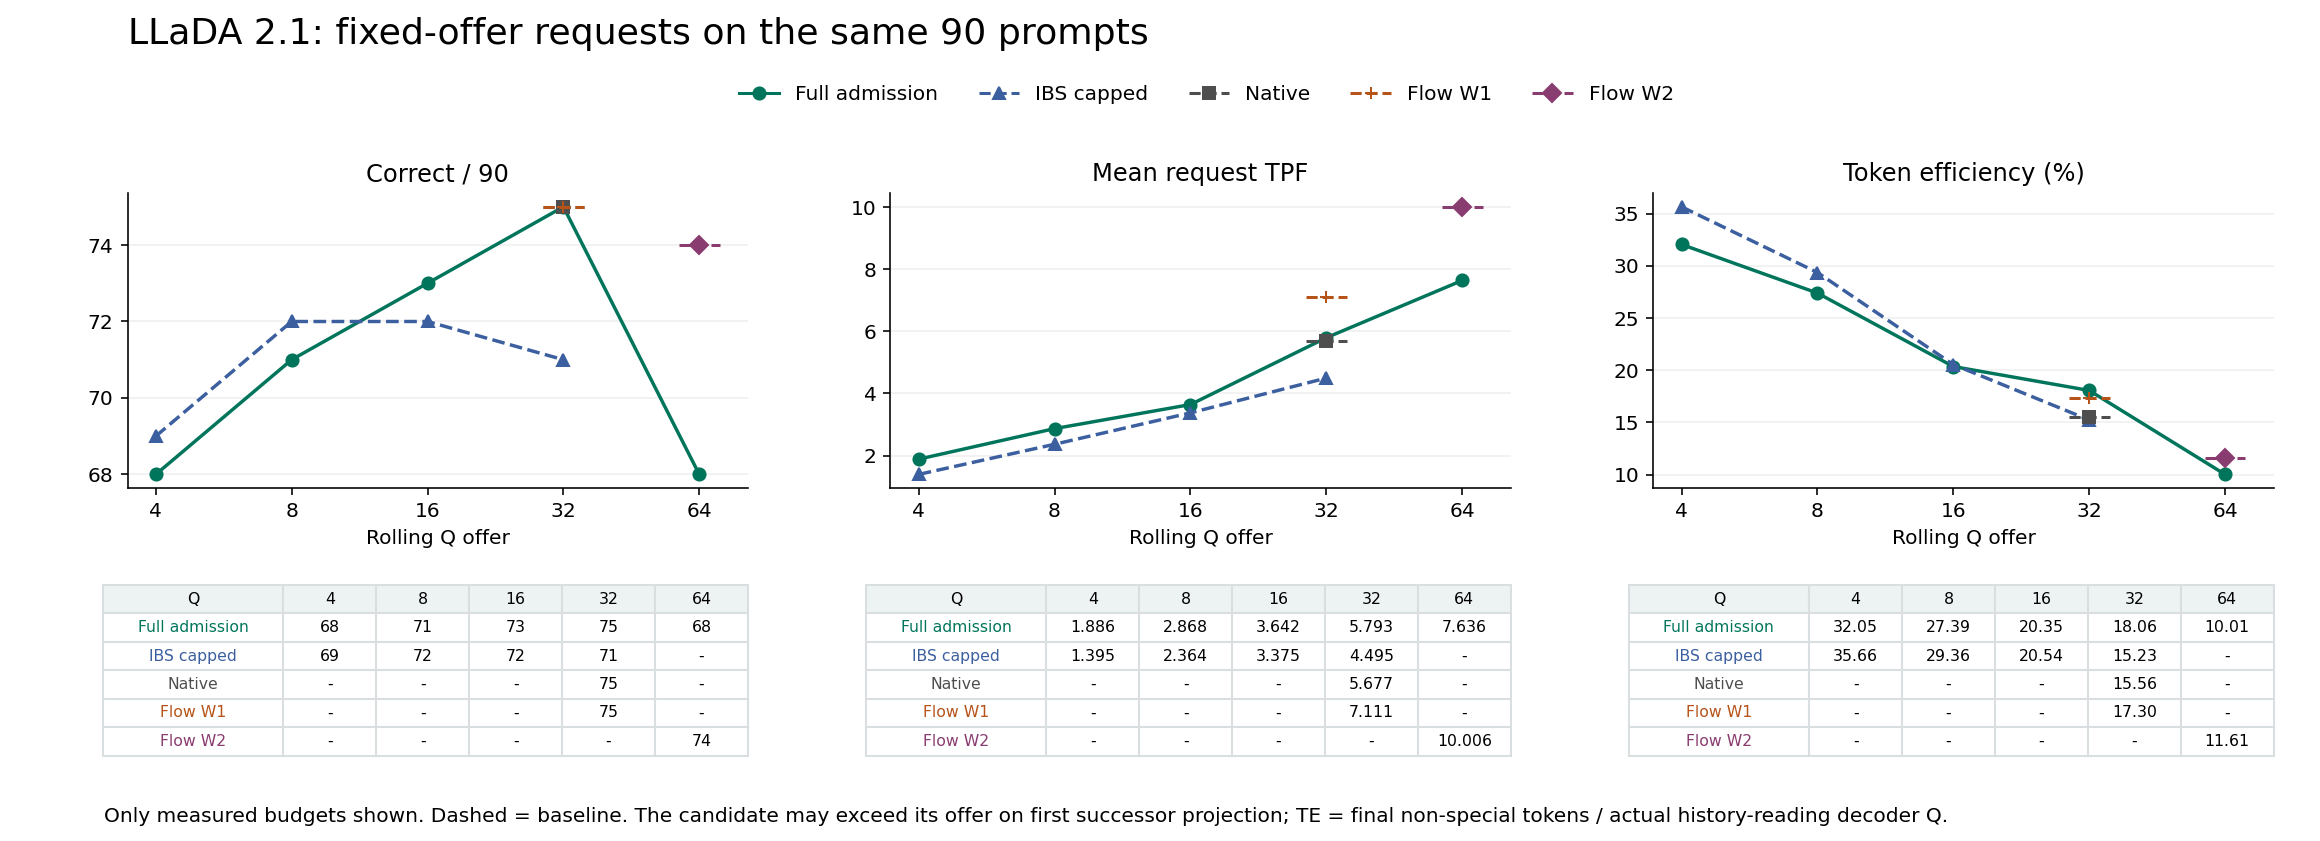 LLaDA 2.1: fixed-offer requests on the same 90 prompts
Full admission IBS capped Native Flow W1 Flow W2
Correct / 90
74
72
70
68
4 8 16 32 64
Rolling Q offer
Mean request TPF
10
8
6
4
2
4 8 16 32 64
Rolling Q offer
Token efficiency (%)
35
30
25
20
15
10
4 8 16 32 64
Rolling Q offer
Q 4 8 16 32 64
Full admission 68 71 73 75 68
IBS capped 69 72 72 71 -
Native - - - 75 -
Flow W1 - - - 75 -
Flow W2 - - - - 74
Q 4 8 16 32 64
Full admission 1.886 2.868 3.642 5.793 7.636
IBS capped 1.395 2.364 3.375 4.495 -
Native - - - 5.677 -
Flow W1 - - - 7.111 -
Flow W2 - - - - 10.006
Q 4 8 16 32 64
Full admission 32.05 27.39 20.35 18.06 10.01
IBS capped 35.66 29.36 20.54 15.23 -
Native - - - 15.56 -
Flow W1 - - - 17.30 -
Flow W2 - - - - 11.61
Only measured budgets shown. Dashed = baseline. The candidate may exceed its offer on first successor projection; TE = final non-special tokens / actual history-reading decoder Q.